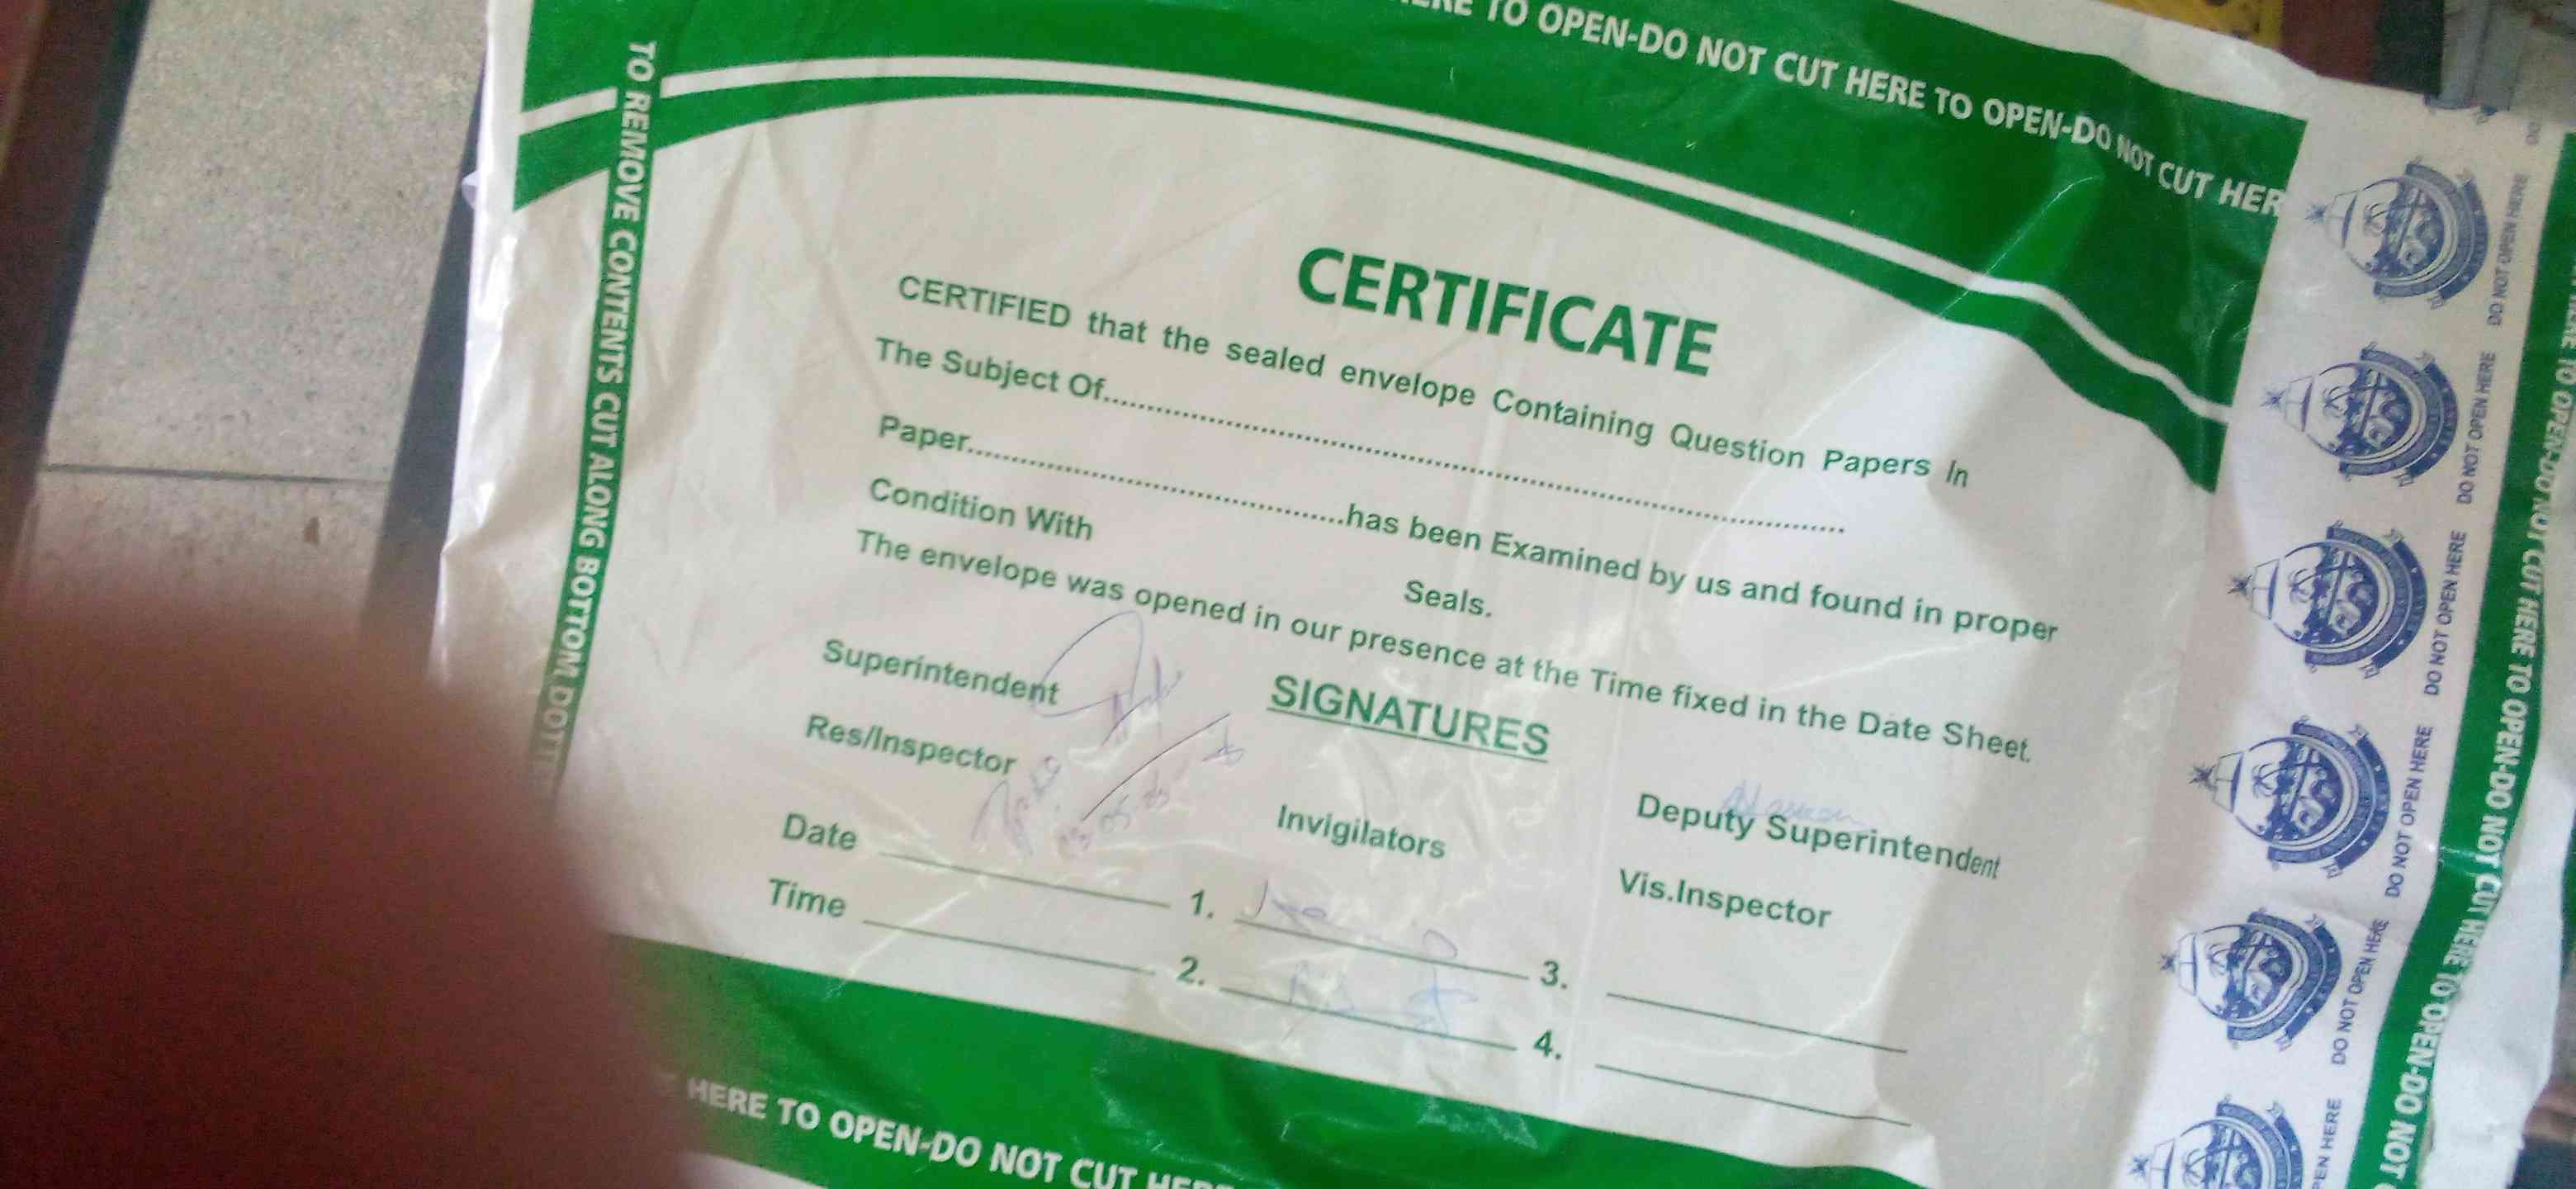 HERE TO OPEN-DO NOT CUT HERE TO OPEN-DO NOT CUT HER
TO REMOVE CONTENTS CUT ALONG BOTTOM DOTT
CERTIFICATE
CERTIFIED that the sealed envelope Containing Question Papers In
The Subject Of..........................................................................................
Paper.............................................has been Examined by us and found in proper
Condition With Seals.
The envelope was opened in our presence at the Time fixed in the Date Sheet.
SIGNATURES
Superintendent
Deputy Superintendent
Res/Inspector
Invigilators
Vis.Inspector
Date
1.
3.
Time
2.
4.
HERE TO OPEN-DO NOT CUT HERE
DO NOT OPEN HERE
DO NOT OPEN HERE
DO NOT OPEN HERE
DO NOT OPEN HERE
DO NOT OPEN HERE
PEN HERE
HERE TO OPEN-DO NOT CUT HERE TO OPEN-DO NOT CUT HERE TO OPEN-DO NOT